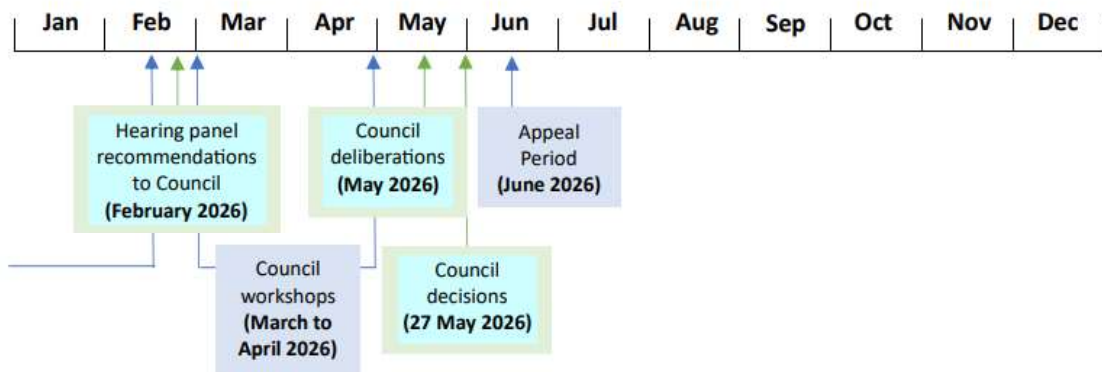 Jan Feb Mar Apr May Jun Jul Aug Sep Oct Nov Dec
Hearing panel
recommendations
to Council
(February 2026)
Council
deliberations
(May 2026)
Appeal
Period
(June 2026)
Council
workshops
(March to
April 2026)
Council
decisions
(27 May 2026)